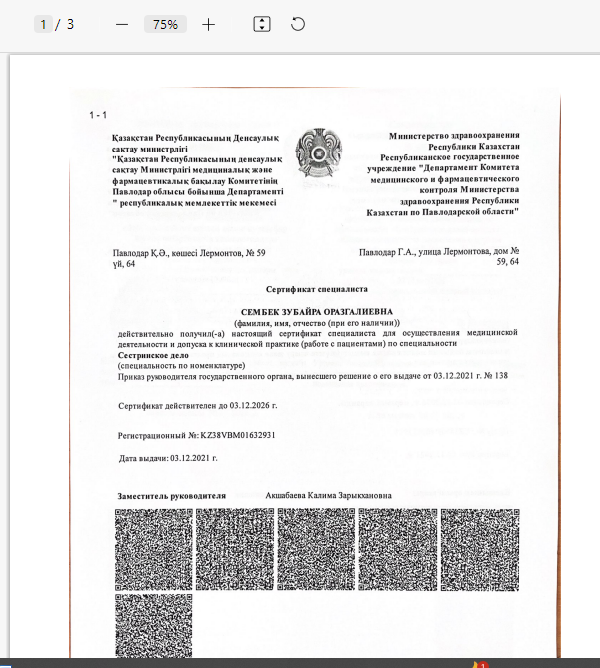 1 / 3
75%
1 - 1
Қазақстан Республикасының Денсаулық
сақтау министрлігі
"Қазақстан Республикасының денсаулық
сақтау Министрлігі медициналық және
фармацевтикалық бақылау Комитетінің
Павлодар облысы бойынша Департаменті
" республикалық мемлекеттік мекемесі
Министерство здравоохранения
Республики Казахстан
Республиканское государственное
учреждение "Департамент Комитета
медицинского и фармацевтического
контроля Министерства
здравоохранения Республики
Казахстан по Павлодарской области"
Павлодар Қ.Ә., көшесі Лермонтов, № 59
үй, 64
Павлодар Г.А., улица Лермонтова, дом №
59, 64
Сертификат специалиста
СЕМБЕК ЗУБАЙРА ОРАЗГАЛИЕВНА
(фамилия, имя, отчество (при его наличии))
действительно получил(-а) настоящий сертификат специалиста для осуществления медицинской
деятельности и допуска к клинической практике (работе с пациентами) по специальности
Сестринское дело
(специальность по номенклатуре)
Приказ руководителя государственного органа, вынесшего решение о его выдаче от 03.12.2021 г. № 138
Сертификат действителен до 03.12.2026 г.
Регистрационный №: KZ38VBM01632931
Дата выдачи: 03.12.2021 г.
Заместитель руководителя Акшабаева Калима Зарыкхановна
1